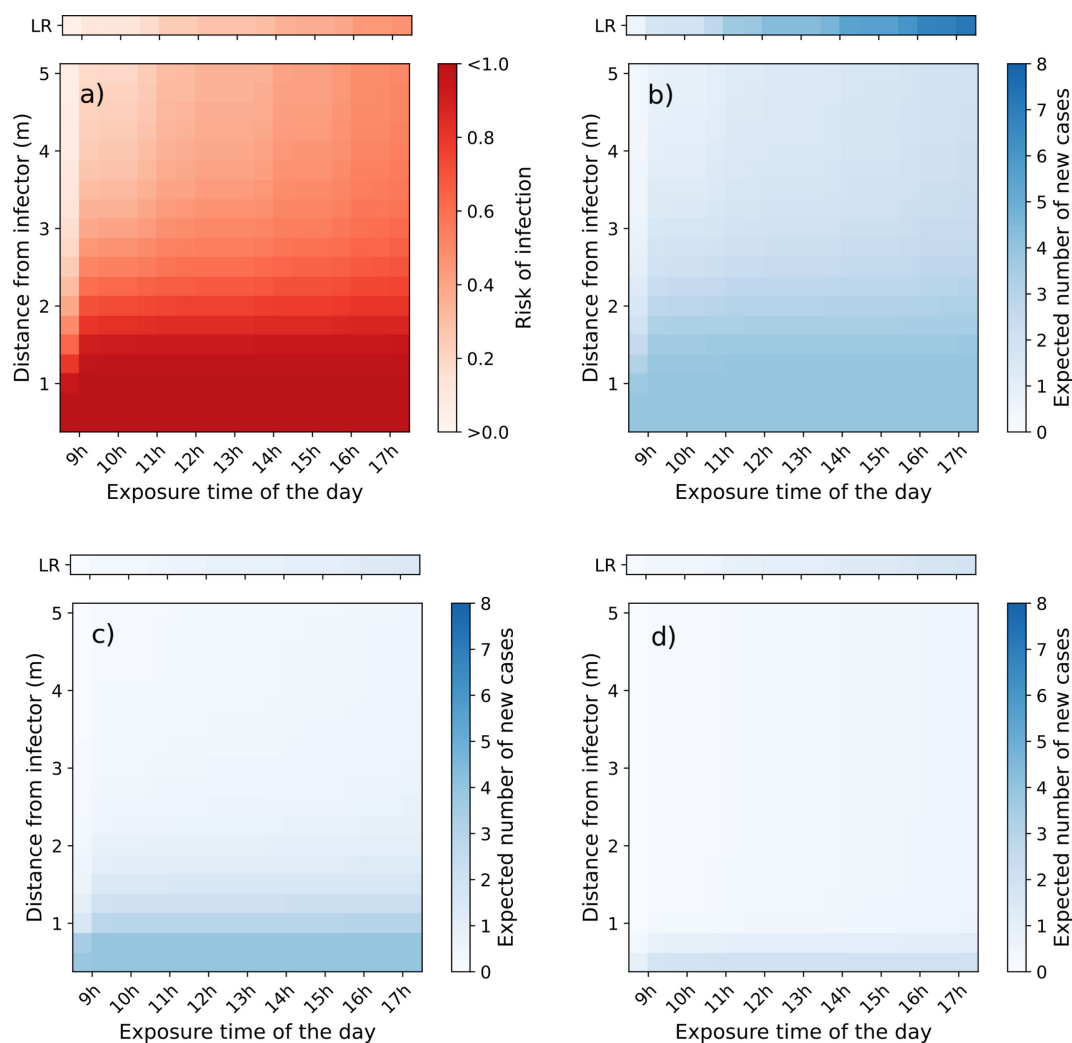 LR
a)
Distance from infector (m)
5
4
3
2
1
9h 10h 11h 12h 13h 14h 15h 16h 17h
Exposure time of the day
<1.0
0.8
0.6
0.4
0.2
>0.0
Risk of infection
LR
b)
Distance from infector (m)
5
4
3
2
1
9h 10h 11h 12h 13h 14h 15h 16h 17h
Exposure time of the day
8
7
6
5
4
3
2
1
0
Expected number of new cases
LR
c)
Distance from infector (m)
5
4
3
2
1
9h 10h 11h 12h 13h 14h 15h 16h 17h
Exposure time of the day
8
7
6
5
4
3
2
1
0
Expected number of new cases
LR
d)
Distance from infector (m)
5
4
3
2
1
9h 10h 11h 12h 13h 14h 15h 16h 17h
Exposure time of the day
8
7
6
5
4
3
2
1
0
Expected number of new cases